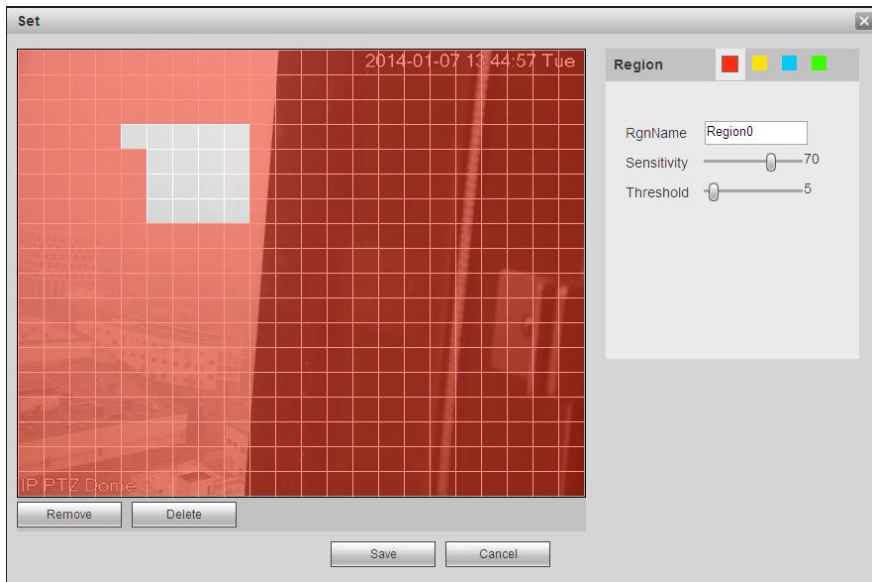 Set
2014-01-07 13:44:57 Tue
IP PTZ Dome
Region
RgnName Region0
Sensitivity 70
Threshold 5
Remove Delete
Save Cancel